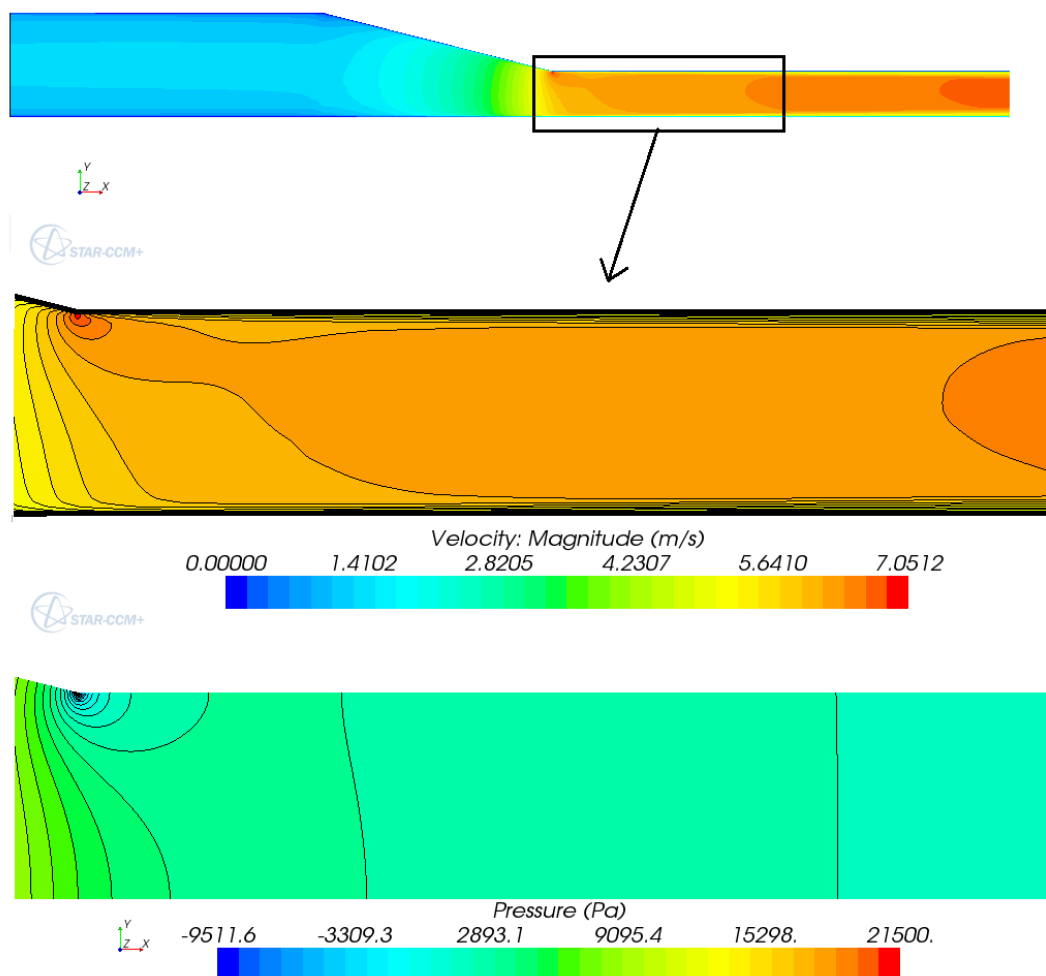 Y
Z X
STAR-CCM+
Velocity: Magnitude (m/s)
0.00000 1.4102 2.8205 4.2307 5.6410 7.0512
STAR-CCM+
Pressure (Pa)
Y
Z X
-9511.6 -3309.3 2893.1 9095.4 15298. 21500.